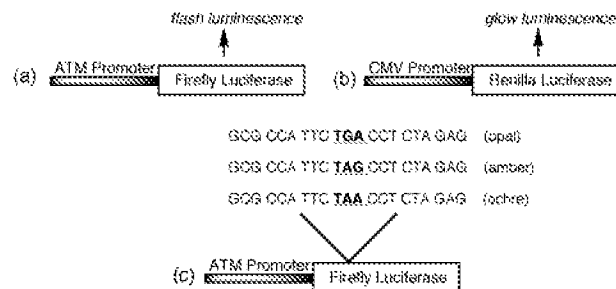 flash luminescence
glow luminescence
(a) ATM Promoter Firefly Luciferase
(b) CMV Promoter Renilla Luciferase
GCG CCA TTC TGA CCT CTA GAG (opal)
GCG CCA TTC TAG CCT CTA GAG (amber)
GCG CCA TTC TAA CCT CTA GAG (ochre)
(c) ATM Promoter Firefly Luciferase